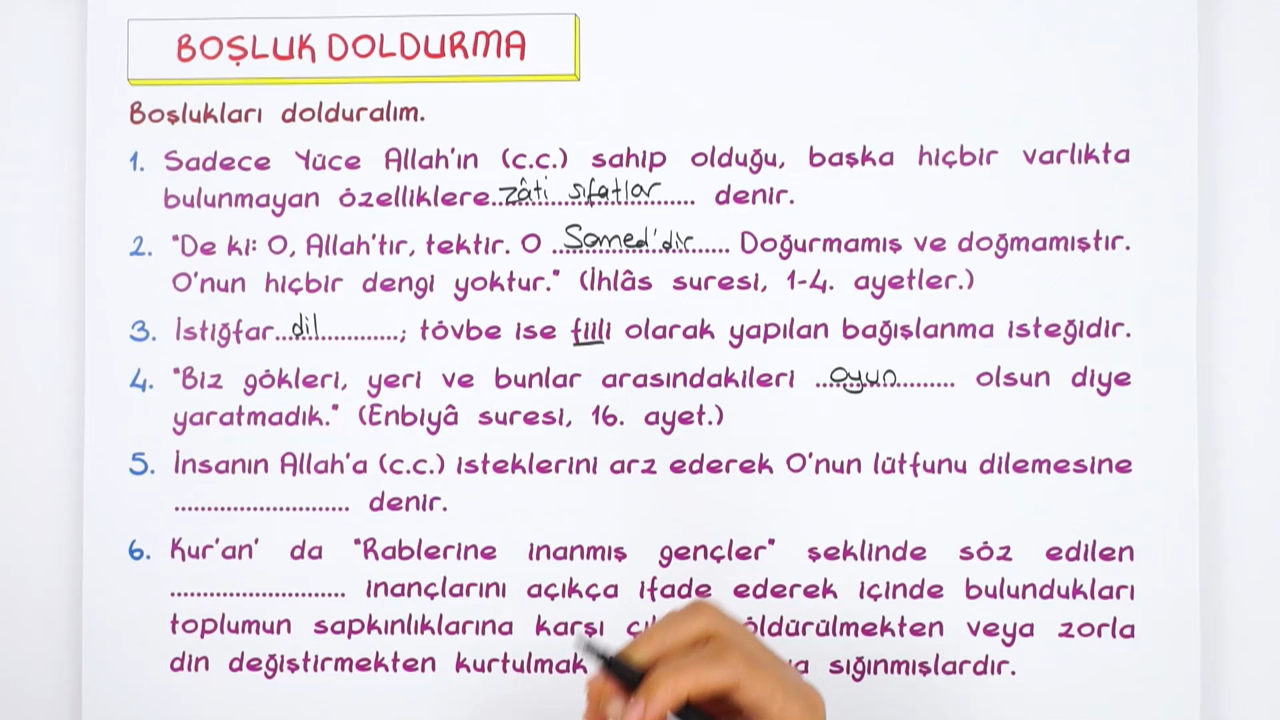 BOŞLUK DOLDURMA
Boşlukları dolduralım.
1. Sadece Yüce Allah'ın (c.c.) sahip olduğu, başka hiçbir varlıkta
bulunmayan özelliklere..zâti sıfatlar...... denir.
2. "De ki: O, Allah'tır, tektir. O ..Samed'dir...... Doğurmamış ve doğmamıştır.
O'nun hiçbir dengi yoktur." (İhlâs suresi, 1-4. ayetler.)
3. İstiğfar...dil............; tövbe ise fiili olarak yapılan bağışlanma isteğidir.
4. "Biz gökleri, yeri ve bunlar arasındakileri ...oyun......... olsun diye
yaratmadık." (Enbiyâ suresi, 16. ayet.)
5. İnsanın Allah'a (c.c.) isteklerini arz ederek O'nun lütfunu dilemesine
........................... denir.
6. Kur'an' da "Rablerine inanmış gençler" şeklinde söz edilen
........................... inançlarını açıkça ifade ederek içinde bulundukları
toplumun sapkınlıklarına karşı öldürülmekten veya zorla
din değiştirmekten kurtulmak sığınmışlardır.